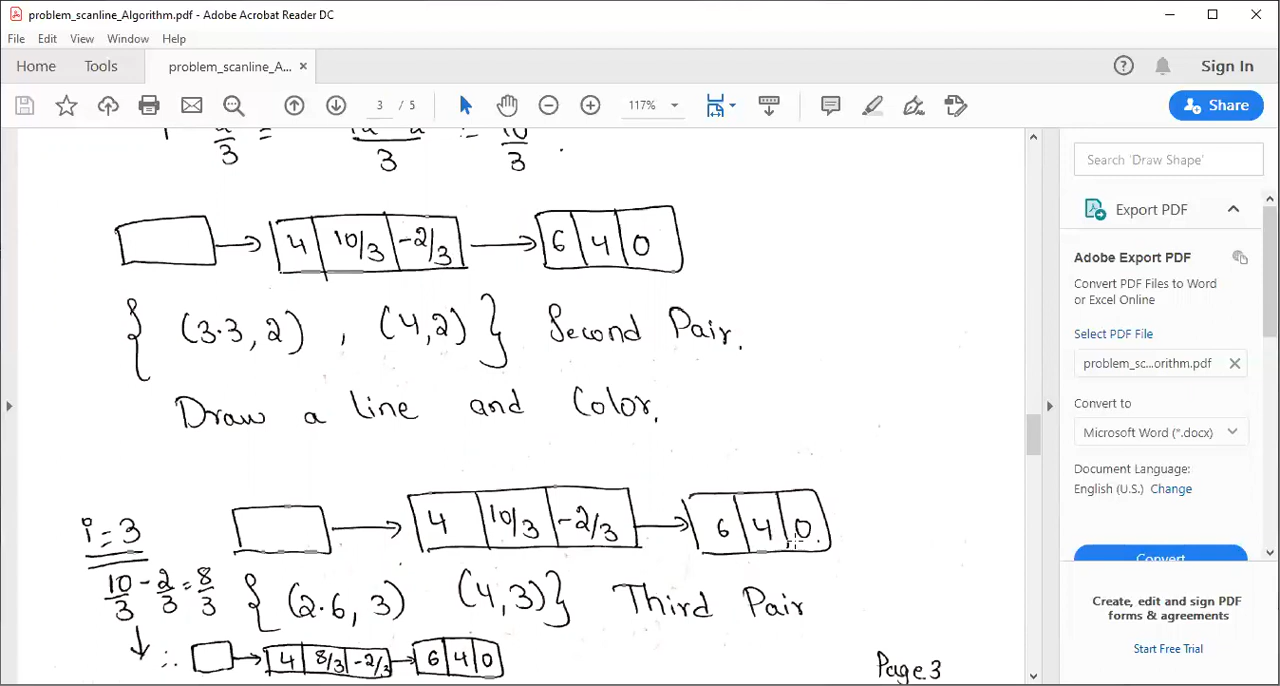 problem_scanline_Algorithm.pdf - Adobe Acrobat Reader DC
File Edit View Window Help
Home Tools problem_scanline_A... × Sign In
3 / 5 117% Share
3 = 3 = 10/3 .
4 10/3 -2/3 6 4 0
{ (3.3, 2) , (4,2) } Second Pair.
Draw a line and Color.
i = 3 4 10/3 -2/3 6 4 0
10/3 - 2/3 = 8/3 { (2.6, 3) (4,3) } Third Pair
∴ 4 8/3 -2/3 6 4 0
Page 3
Search 'Draw Shape'
Export PDF
Adobe Export PDF
Convert PDF Files to Word
or Excel Online
Select PDF File
problem_sc...orithm.pdf
Convert to
Microsoft Word (*.docx)
Document Language:
English (U.S.) Change
Convert
Create, edit and sign PDF
forms & agreements
Start Free Trial